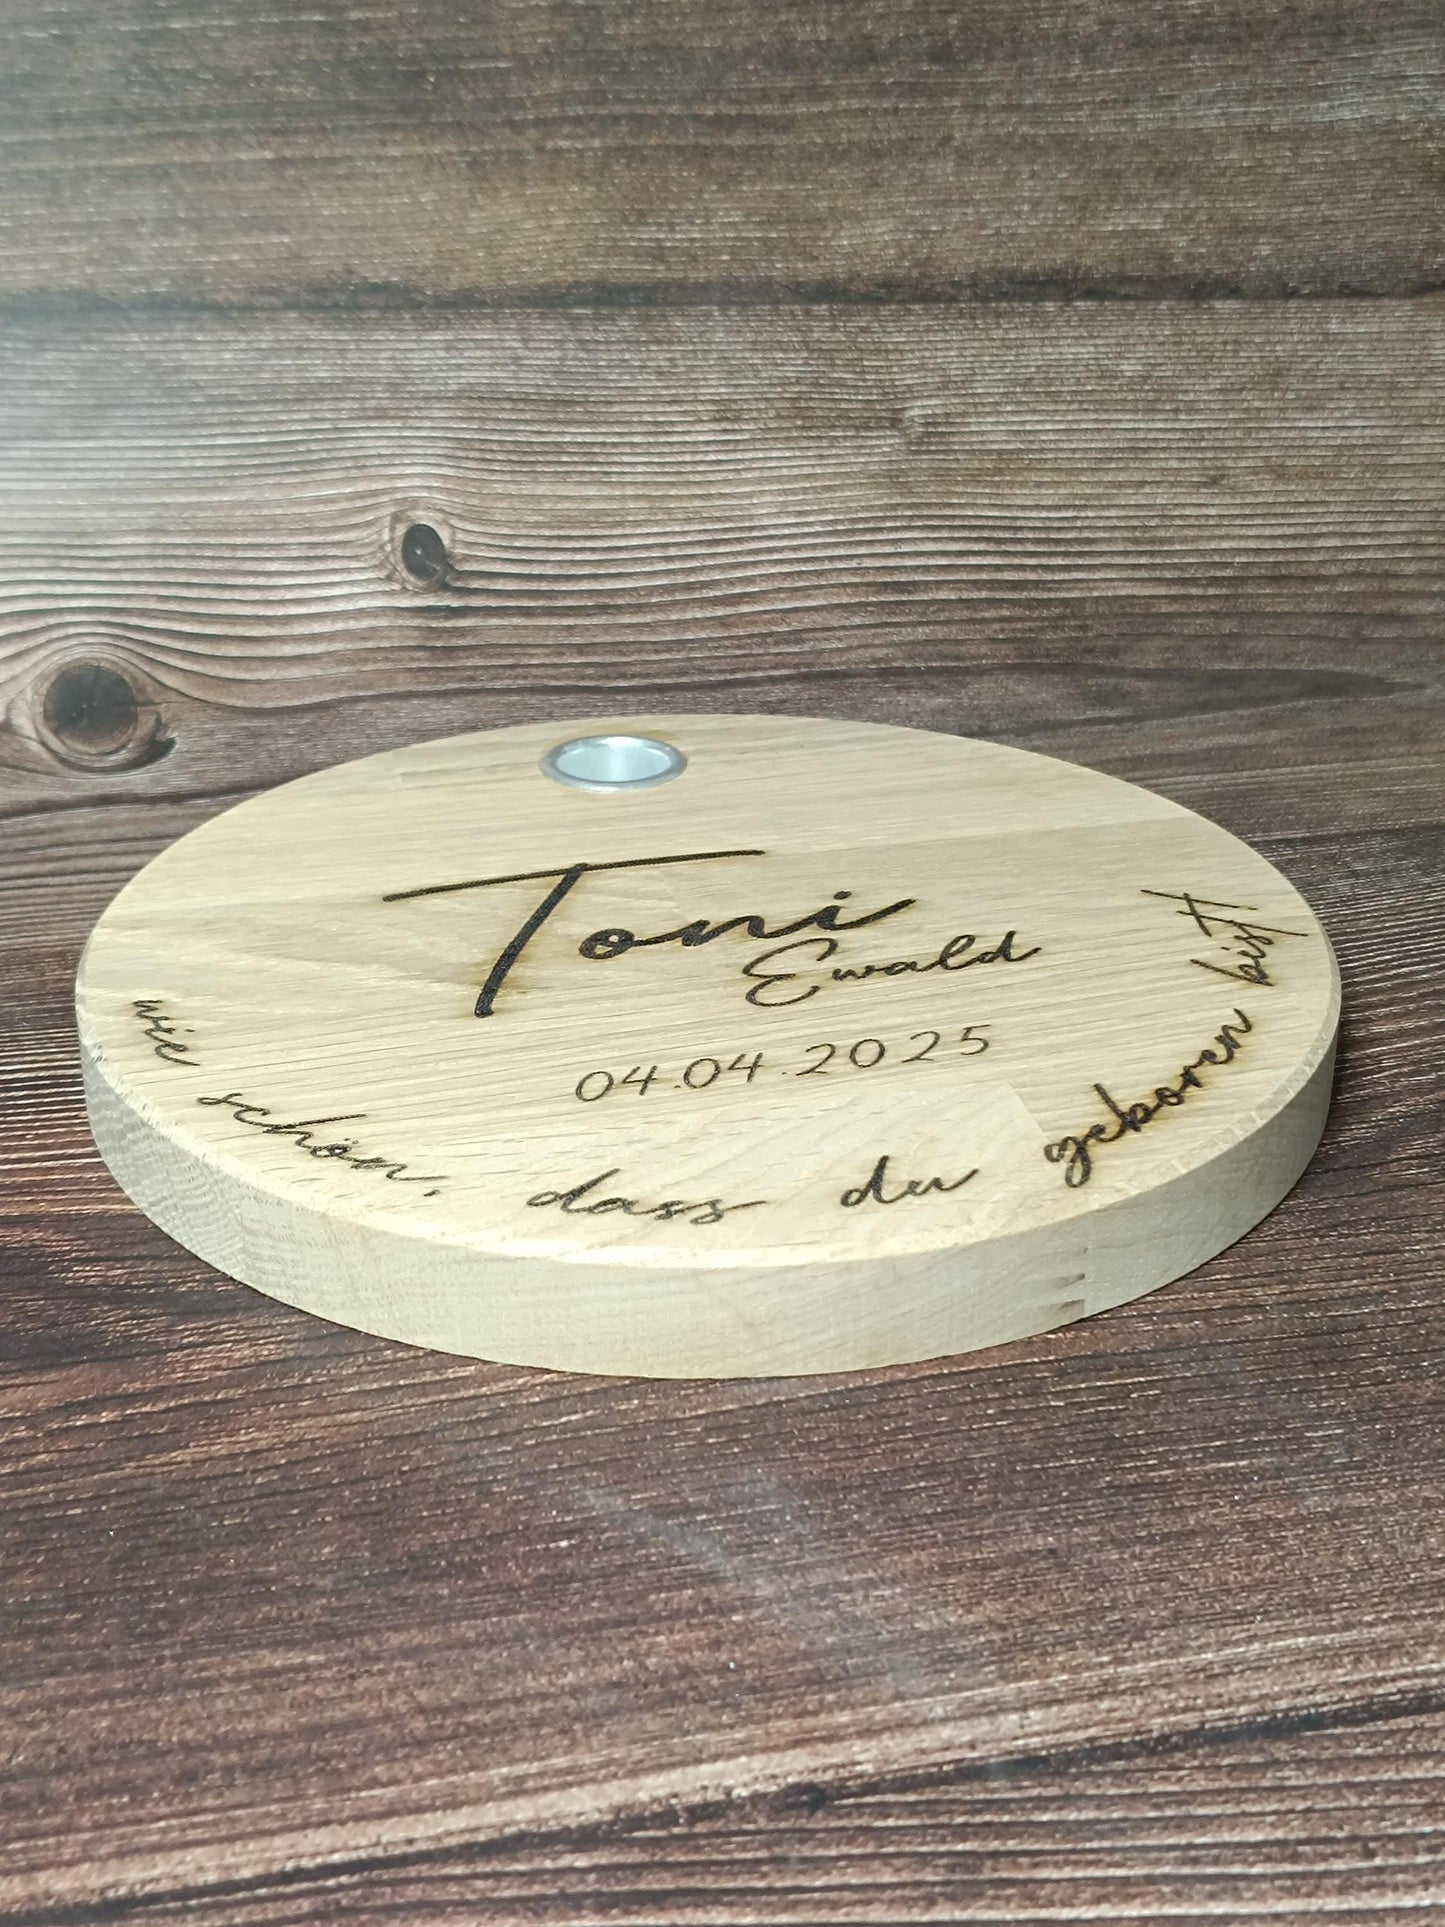 Toni
Ewald
04.04.2025
wie schön, dass du geboren bist!